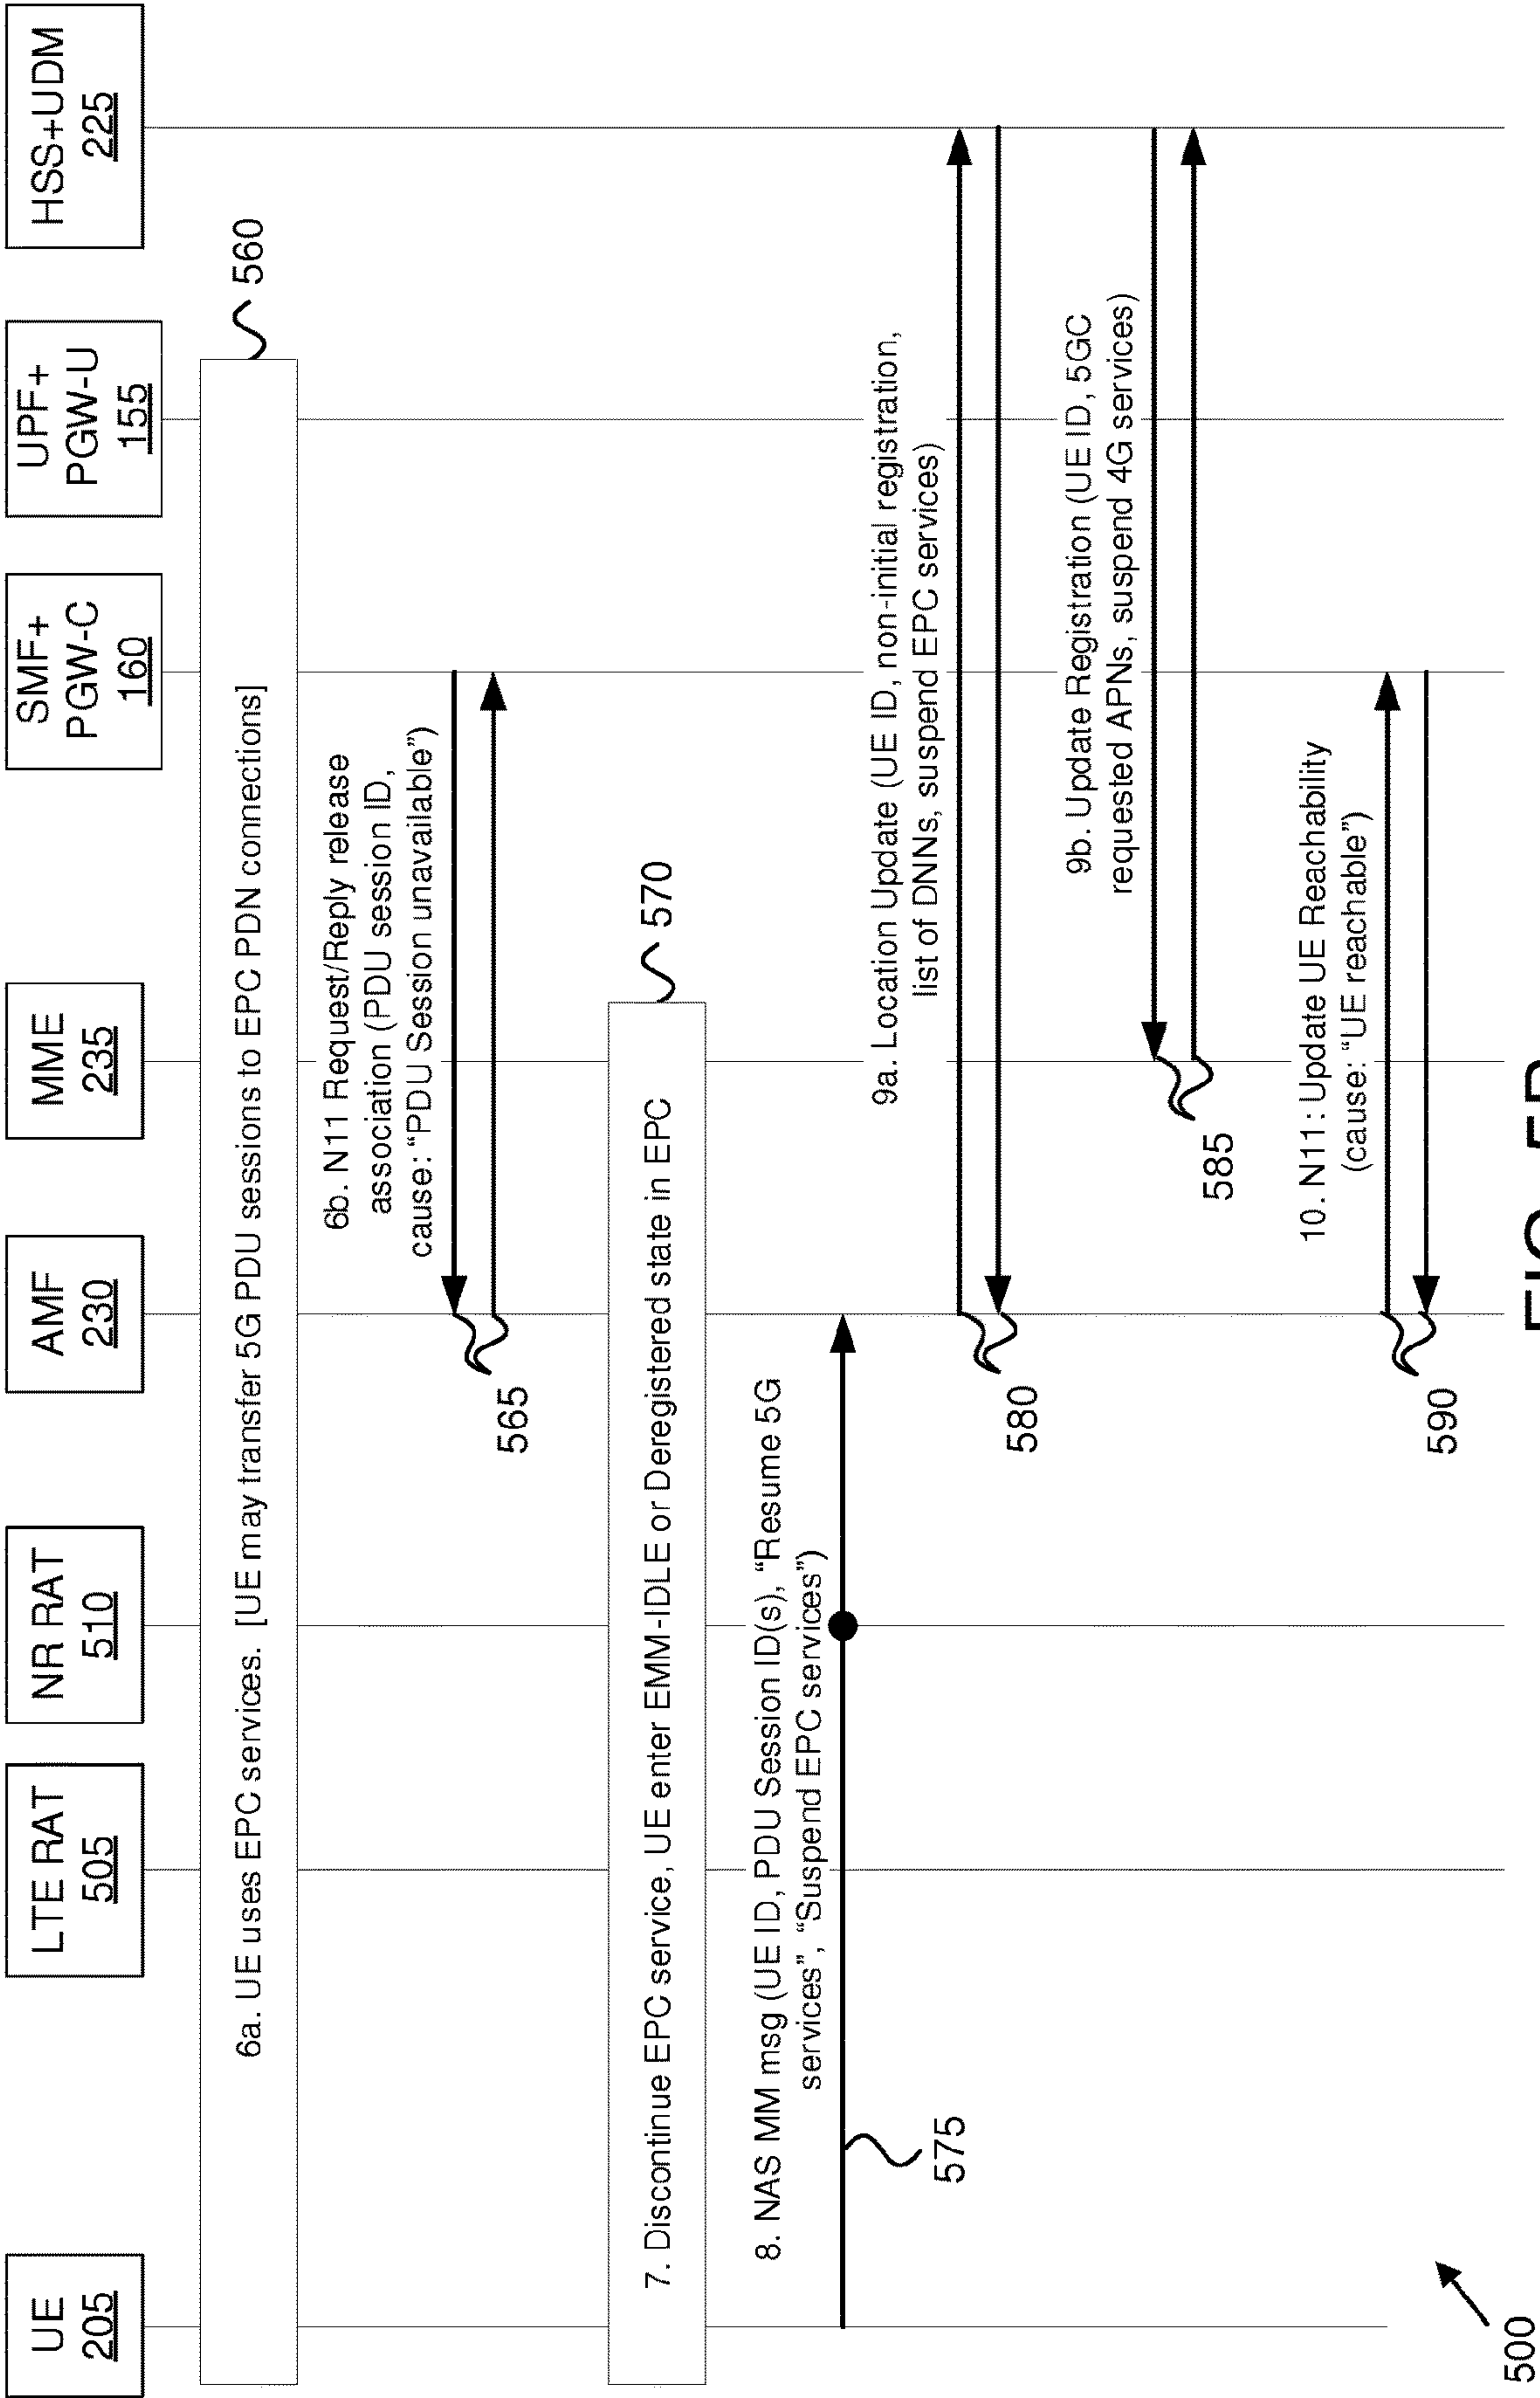 UE
205
LTE RAT
505
NR RAT
510
AMF
230
MME
235
SMF+
PGW-C
160
UPF+
PGW-U
155
HSS+UDM
225
6a. UE uses EPC services. [UE may transfer 5G PDU sessions to EPC PDN connections]
560
6b. N11 Request/Reply release
association (PDU session ID,
cause: “PDU Session unavailable”)
565
7. Discontinue EPC service, UE enter EMM-IDLE or Deregistered state in EPC
570
8. NAS MM msg (UE ID, PDU Session ID(s), “Resume 5G
services”, “Suspend EPC services”)
575
9a. Location Update (UE ID, non-initial registration,
list of DNNs, suspend EPC services)
580
9b. Update Registration (UE ID, 5GC
requested APNs, suspend 4G services)
585
10. N11: Update UE Reachability
(cause: “UE reachable”)
590
500